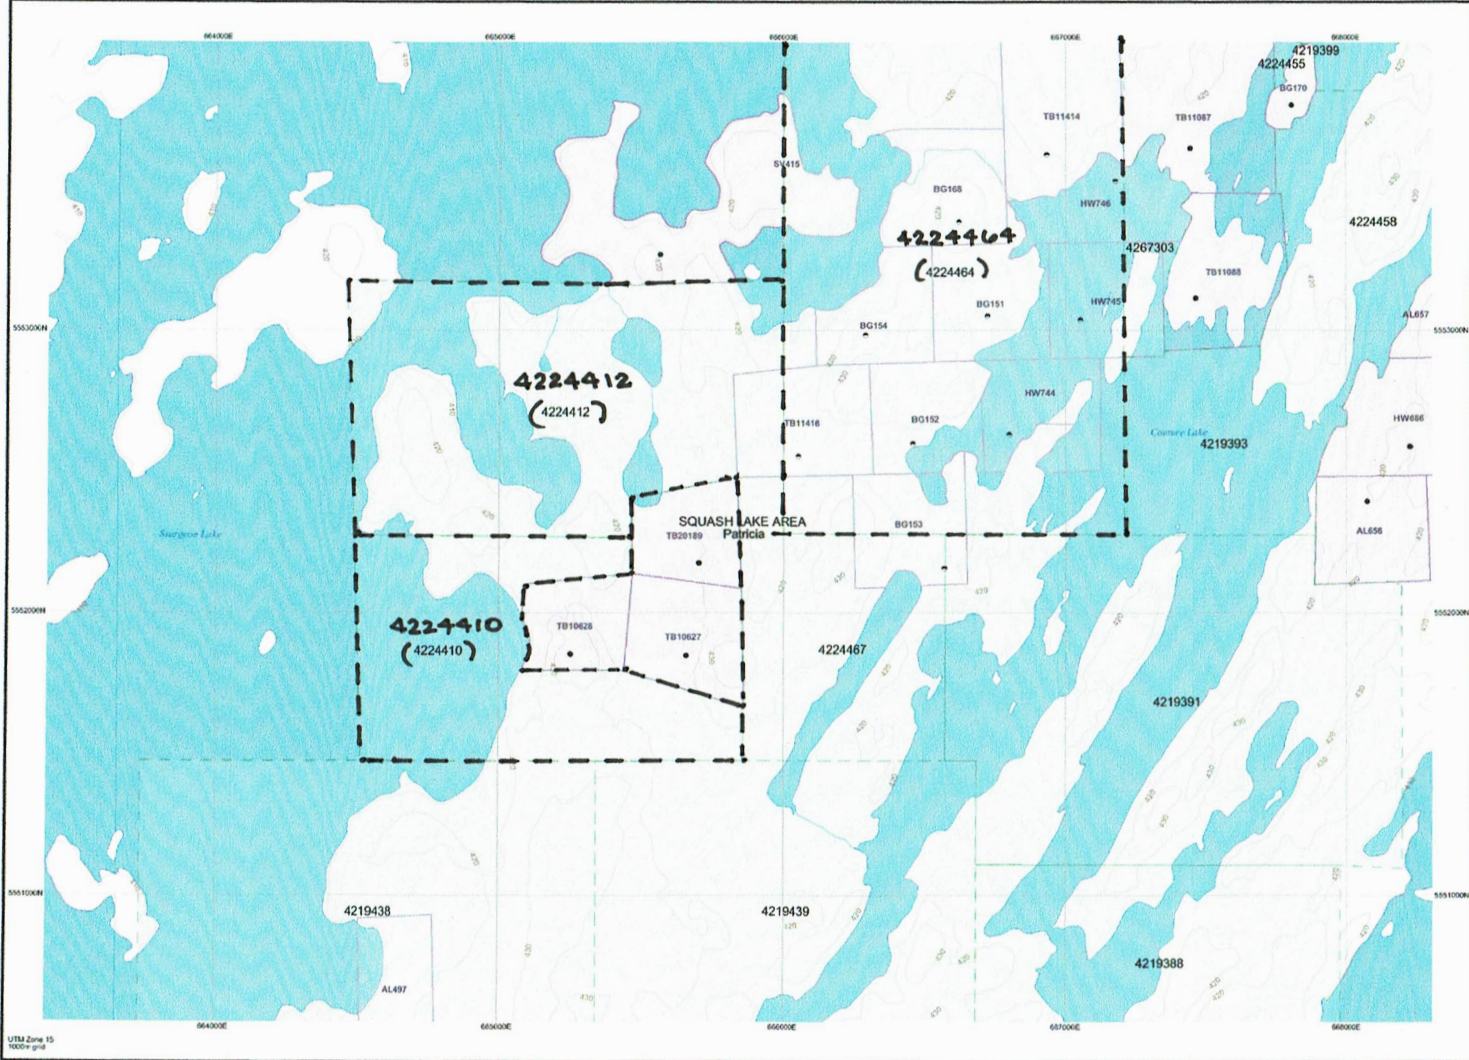 664000E 665000E 666000E 667000E 668000E
4219399
4224455
410
BG170
420
TB11414
TB11087
SV415
BG168
HW746
4224458
4224464
(4224464)
4267303
TB11088
BG151
HW745
AL657
5553000N
5553000N
BG154
4224412
(4224412)
HW744
TB11416
BG152
HW686
Sturgeon Lake
4219393
SQUASH LAKE AREA
Patricia
BG153
TB20189
AL656
5552000N
5552000N
4224410
(4224410)
TB10628
TB10627
4224467
4219391
5551000N
5551000N
4219438
4219439
4219388
AL497
664000E 665000E 666000E 667000E 668000E
UTM Zone 15
1000m grid